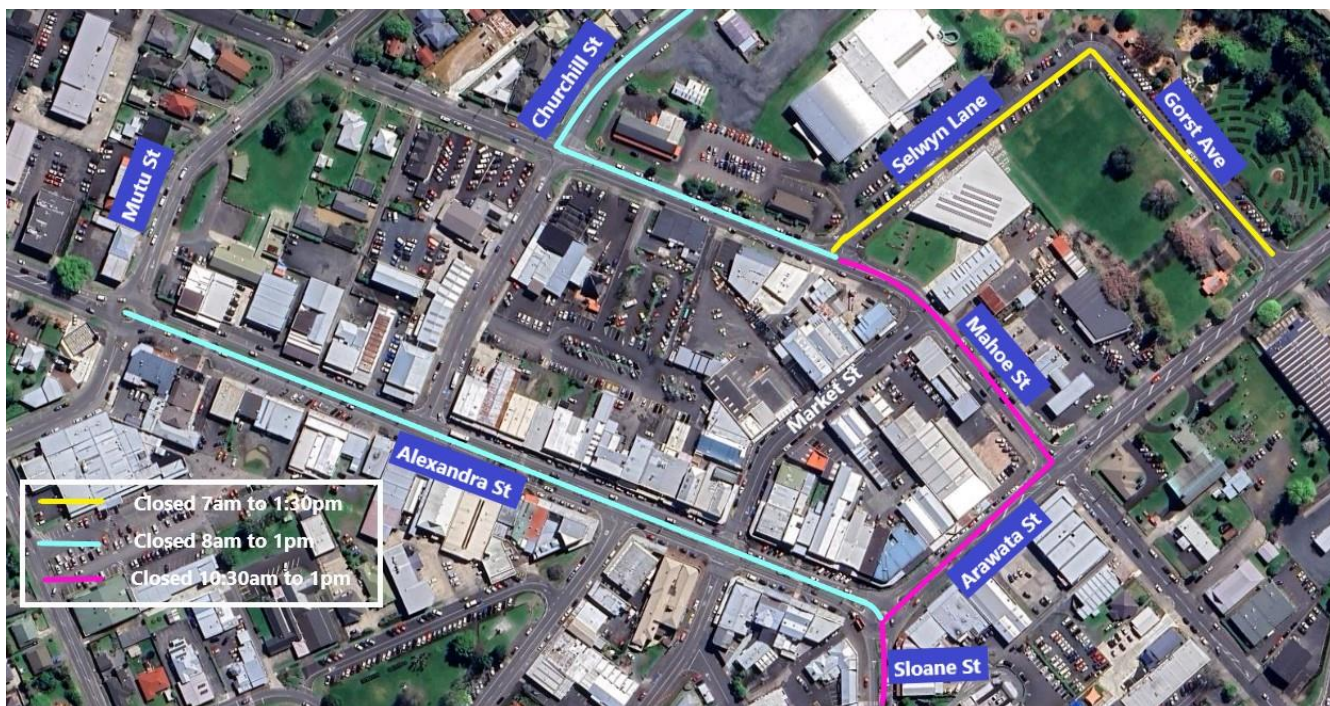 Churchill St
Selwyn Lane
Gorst Ave
Mutu St
Mahoe St
Market St
Alexandra St
Closed 7am to 1:30pm
Closed 8am to 1pm
Closed 10:30am to 1pm
Arawata St
Sloane St